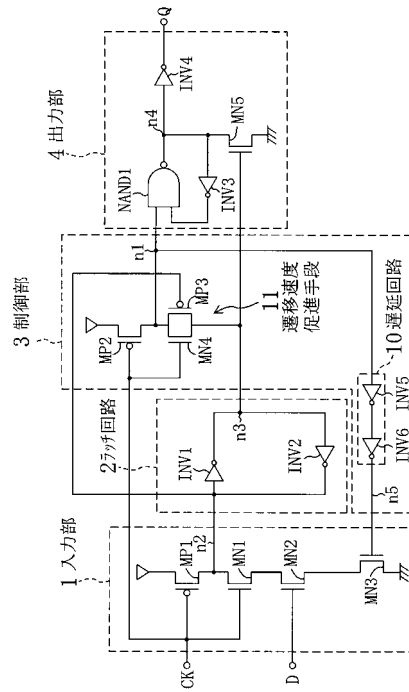 1 入力部
2 ラッチ回路
3 制御部
4 出力部
CK
D
MP1
n2
MN1
MN2
MN3
INV1
INV2
n3
MP2
MN4
MP3
11
遷移速度
促進手段
n1
n5
INV6
INV5
10 遅延回路
NAND1
n4
INV3
INV4
MN5
Q